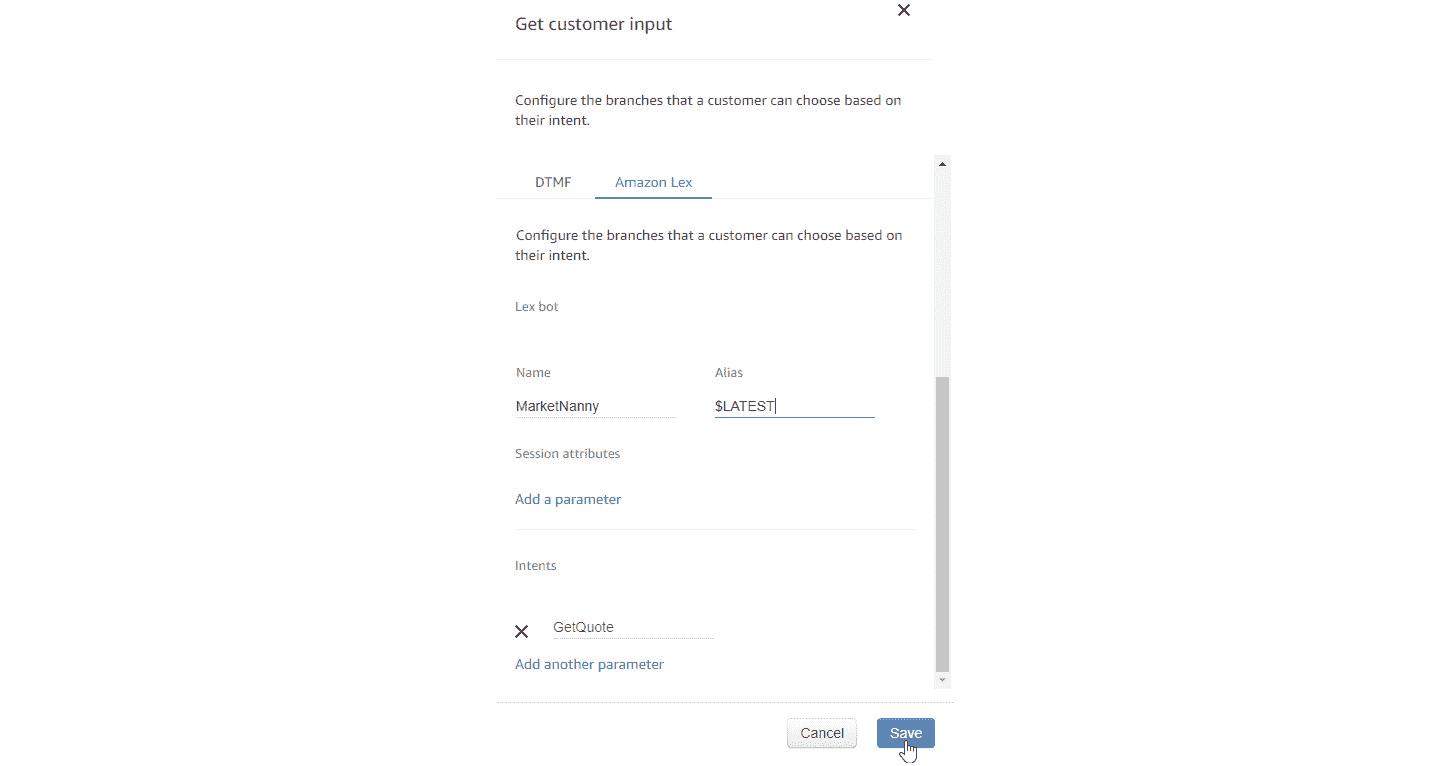 Get customer input
Configure the branches that a customer can choose based on
their intent.
DTMF Amazon Lex
Configure the branches that a customer can choose based on
their intent.
Lex bot
Name Alias
MarketNanny $LATEST
Session attributes
Add a parameter
Intents
GetQuote
Add another parameter
Cancel Save